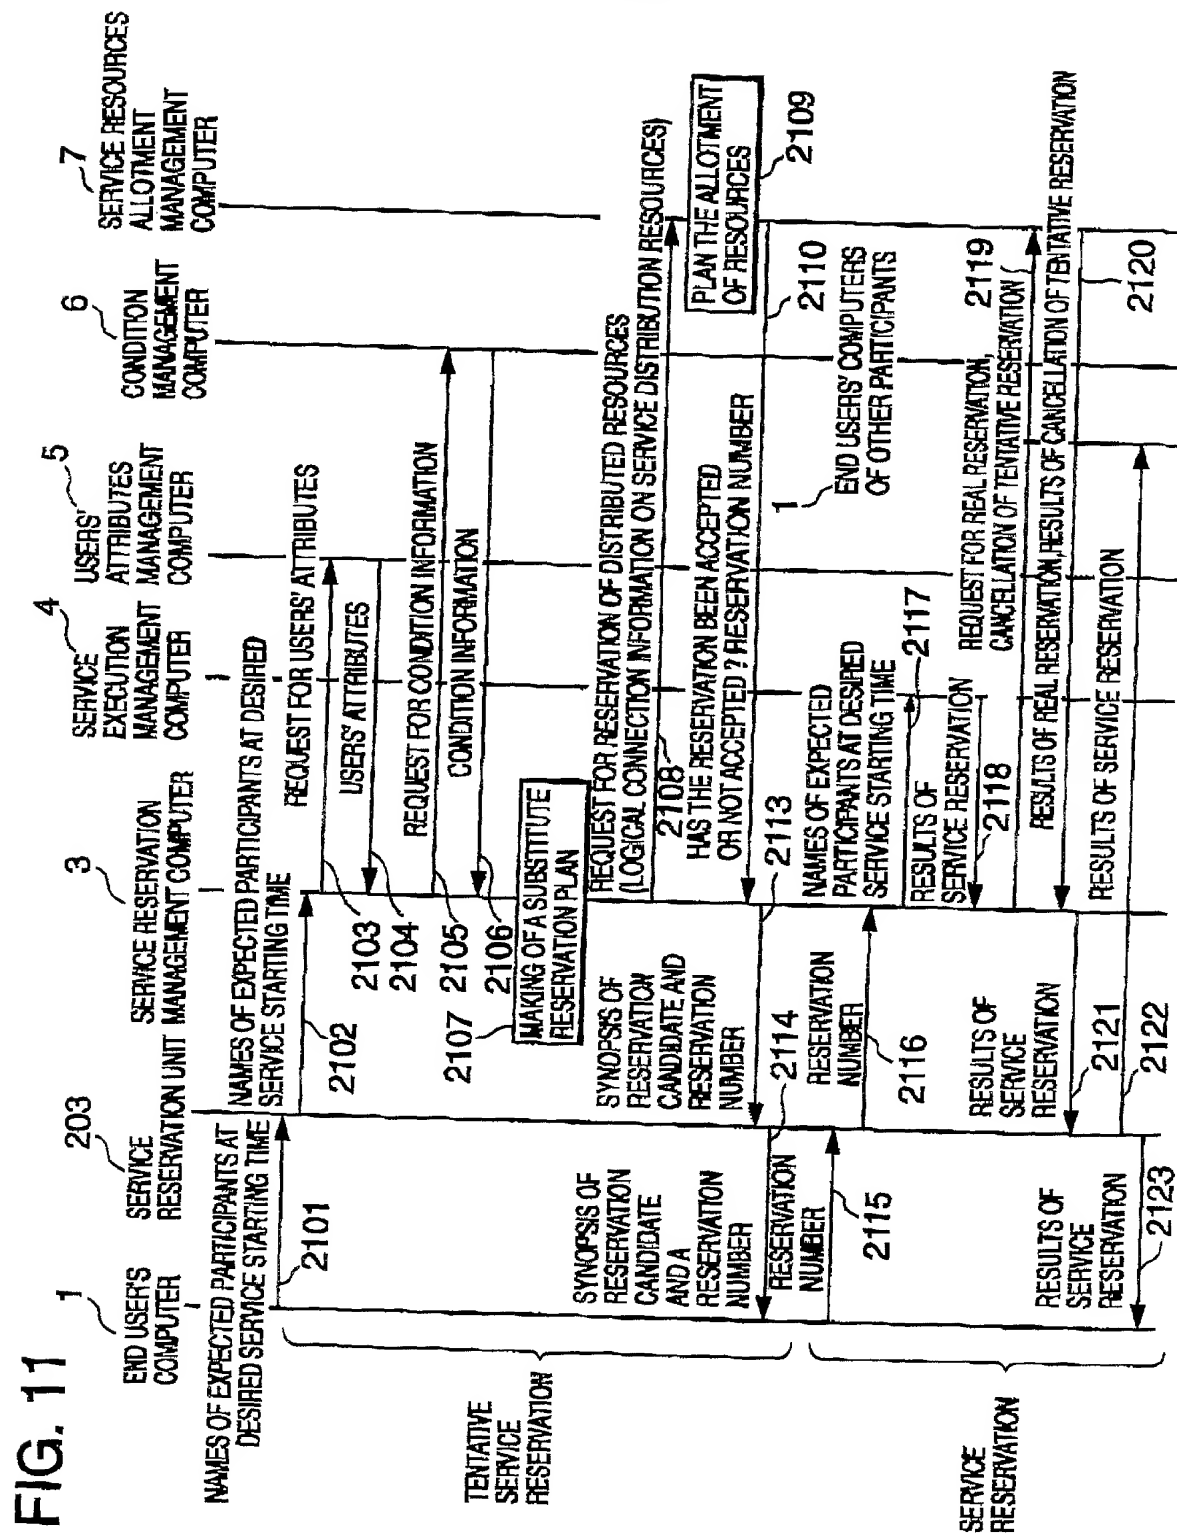 FIG. 11
1
END USER'S
COMPUTER
203
SERVICE
RESERVATION UNIT
3
SERVICE RESERVATION
MANAGEMENT COMPUTER
4
SERVICE
EXECUTION
MANAGEMENT
COMPUTER
5
USERS'
ATTRIBUTES
MANAGEMENT
COMPUTER
6
CONDITION
MANAGEMENT
COMPUTER
7
SERVICE RESOURCES
ALLOTMENT
MANAGEMENT
COMPUTER
TENTATIVE
SERVICE
RESERVATION
NAMES OF EXPECTED PARTICIPANTS AT
DESIRED SERVICE STARTING TIME
2101
NAMES OF EXPECTED PARTICIPANTS AT DESIRED
SERVICE STARTING TIME
2102
REQUEST FOR USERS' ATTRIBUTES
2103
USERS' ATTRIBUTES
2104
REQUEST FOR CONDITION INFORMATION
2105
CONDITION INFORMATION
2106
2107
MAKING OF A SUBSTITUTE
RESERVATION PLAN
REQUEST FOR RESERVATION OF DISTRIBUTED RESOURCES
(LOGICAL CONNECTION INFORMATION ON SERVICE DISTRIBUTION RESOURCES)
2108
PLAN THE ALLOTMENT
OF RESOURCES
2109
HAS THE RESERVATION BEEN ACCEPTED
OR NOT ACCEPTED ? RESERVATION NUMBER
2110
SYNOPSIS OF
RESERVATION
CANDIDATE AND
RESERVATION
NUMBER
2113
SYNOPSIS OF
RESERVATION
CANDIDATE
AND A
RESERVATION
NUMBER
2114
SERVICE
RESERVATION
RESERVATION
NUMBER
2115
RESERVATION
NUMBER
2116
NAMES OF EXPECTED
PARTICIPANTS AT DESIRED
SERVICE STARTING TIME
2117
RESULTS OF
SERVICE RESERVATION
2118
1
END USERS' COMPUTERS
OF OTHER PARTICIPANTS
REQUEST FOR REAL RESERVATION,
CANCELLATION OF TENTATIVE RESERVATION
2119
RESULTS OF REAL RESERVATION,RESULTS OF CANCELLATION OF TENTATIVE RESERVATION
2120
RESULTS OF
SERVICE
RESERVATION
2121
RESULTS OF SERVICE RESERVATION
2122
RESULTS OF
SERVICE
RESERVATION
2123